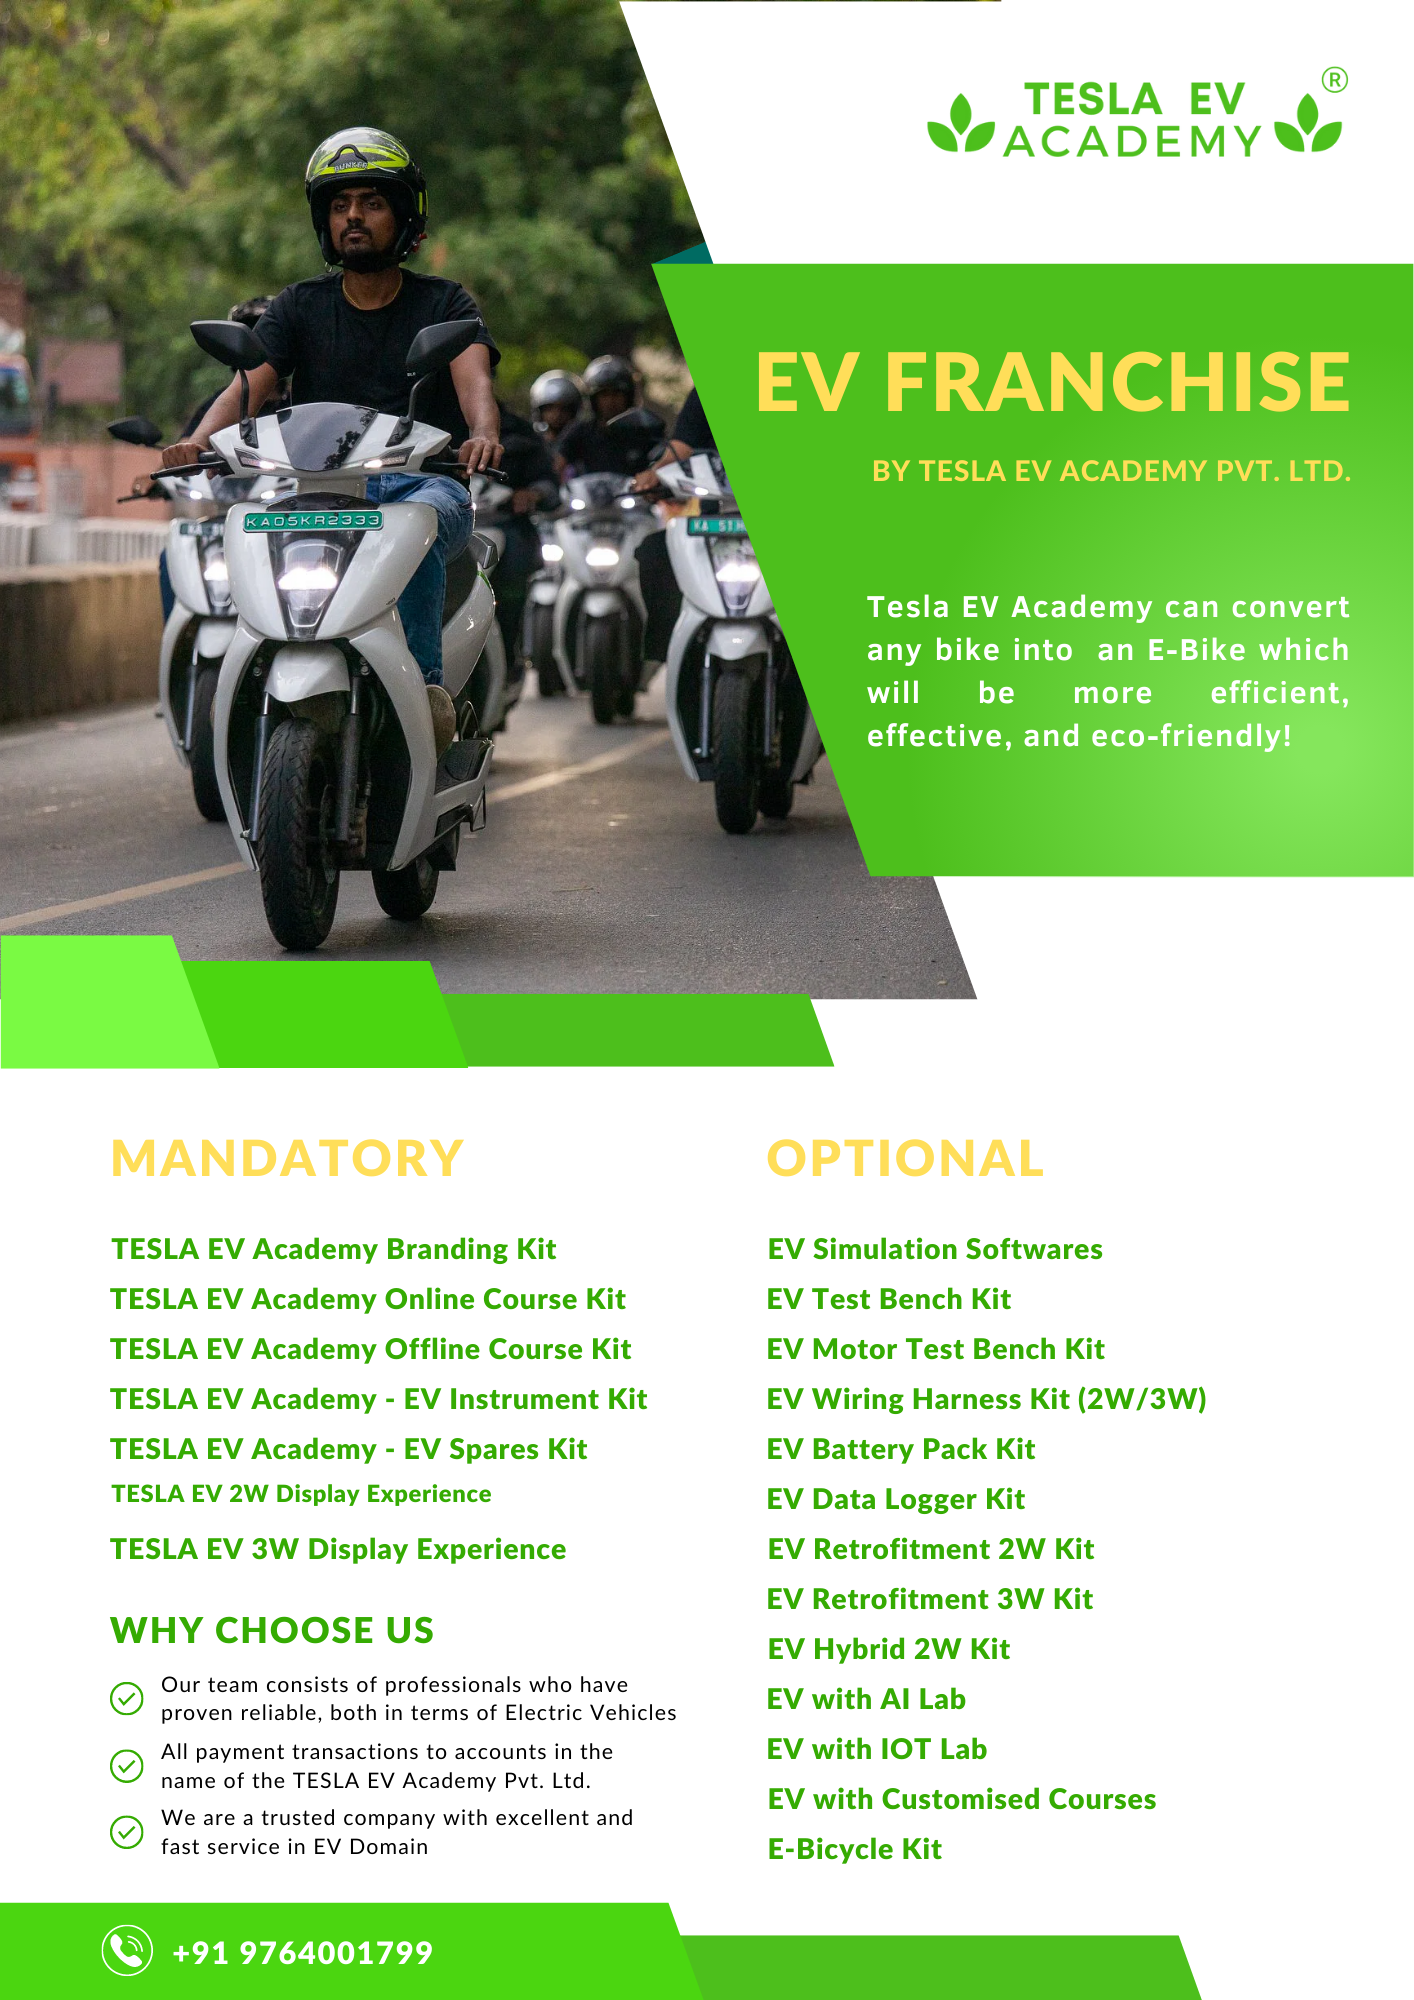 TESLA EV
ACADEMY
®
EV FRANCHISE
BY TESLA EV ACADEMY PVT. LTD.
Tesla EV Academy can convert
any bike into an E-Bike which
will be more efficient,
effective, and eco-friendly!
KA05KR2333
MANDATORY
TESLA EV Academy Branding Kit
TESLA EV Academy Online Course Kit
TESLA EV Academy Offline Course Kit
TESLA EV Academy - EV Instrument Kit
TESLA EV Academy - EV Spares Kit
TESLA EV 2W Display Experience
TESLA EV 3W Display Experience
WHY CHOOSE US
Our team consists of professionals who have
proven reliable, both in terms of Electric Vehicles
All payment transactions to accounts in the
name of the TESLA EV Academy Pvt. Ltd.
We are a trusted company with excellent and
fast service in EV Domain
OPTIONAL
EV Simulation Softwares
EV Test Bench Kit
EV Motor Test Bench Kit
EV Wiring Harness Kit (2W/3W)
EV Battery Pack Kit
EV Data Logger Kit
EV Retrofitment 2W Kit
EV Retrofitment 3W Kit
EV Hybrid 2W Kit
EV with AI Lab
EV with IOT Lab
EV with Customised Courses
E-Bicycle Kit
+91 9764001799